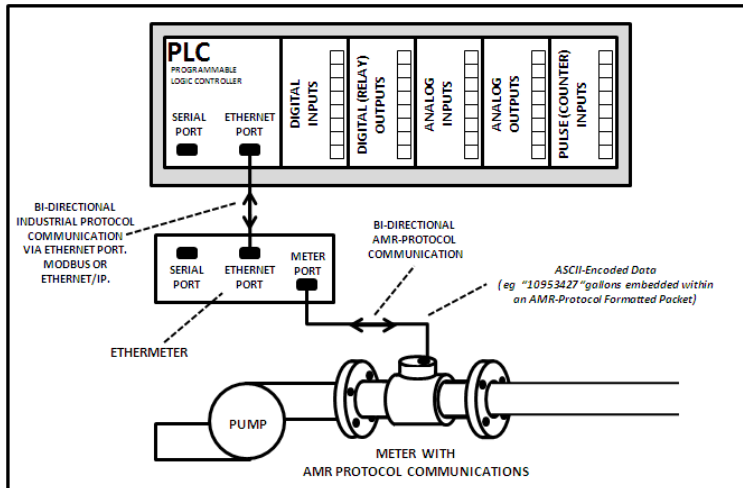 PLC
PROGRAMMABLE
LOGIC CONTROLLER
SERIAL
PORT
ETHERNET
PORT
DIGITAL
INPUTS
DIGITAL (RELAY)
OUTPUTS
ANALOG
INPUTS
ANALOG
OUTPUTS
PULSE (COUNTER)
INPUTS
BI-DIRECTIONAL
INDUSTRIAL PROTOCOL
COMMUNICATION
VIA ETHERNET PORT.
MODBUS OR
ETHERNET/IP.
SERIAL
PORT
ETHERNET
PORT
METER
PORT
ETHERMETER
BI-DIRECTIONAL
AMR-PROTOCOL
COMMUNICATION
ASCII-Encoded Data
( eg "10953427" gallons embedded within
an AMR-Protocol Formatted Packet)
PUMP
METER WITH
AMR PROTOCOL COMMUNICATIONS